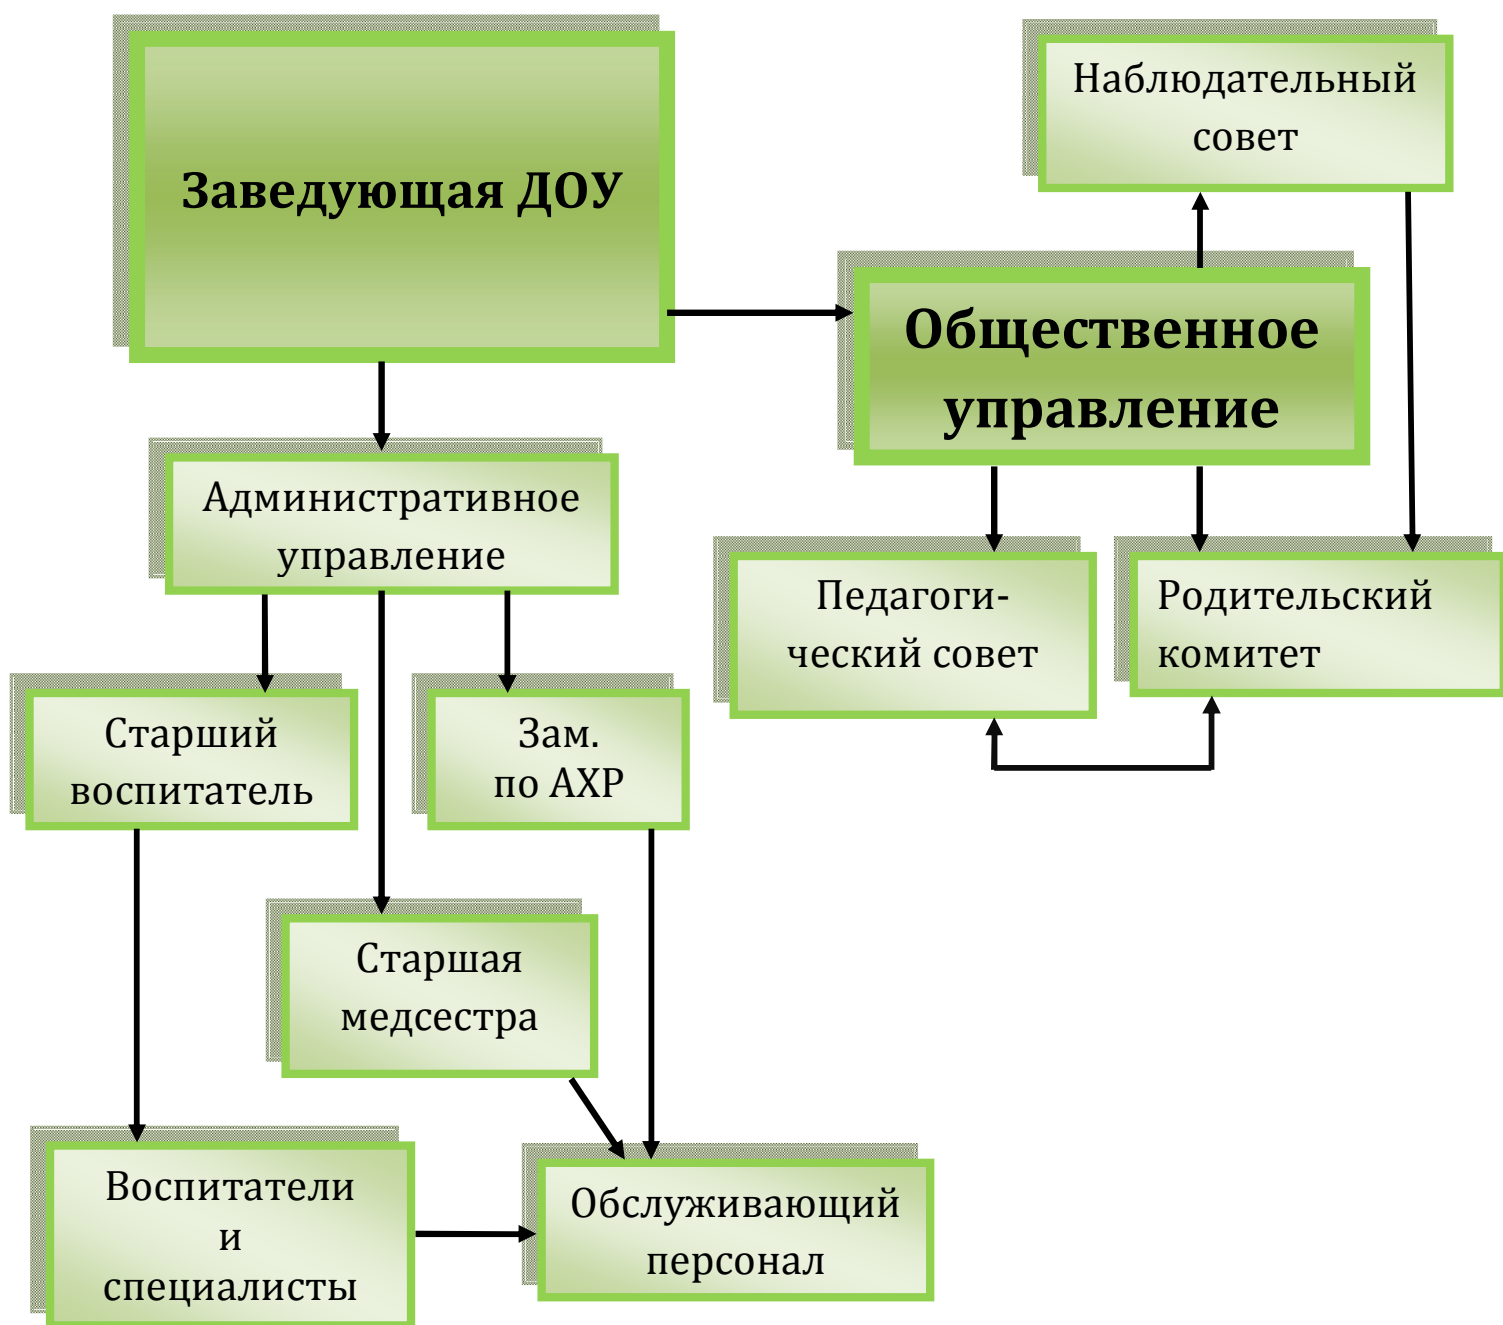 Заведующая ДОУ
Наблюдательный
совет
Общественное
управление
Административное
управление
Педагоги-
ческий совет
Родительский
комитет
Старший
воспитатель
Зам.
по АХР
Старшая
медсестра
Воспитатели
и
специалисты
Обслуживающий
персонал